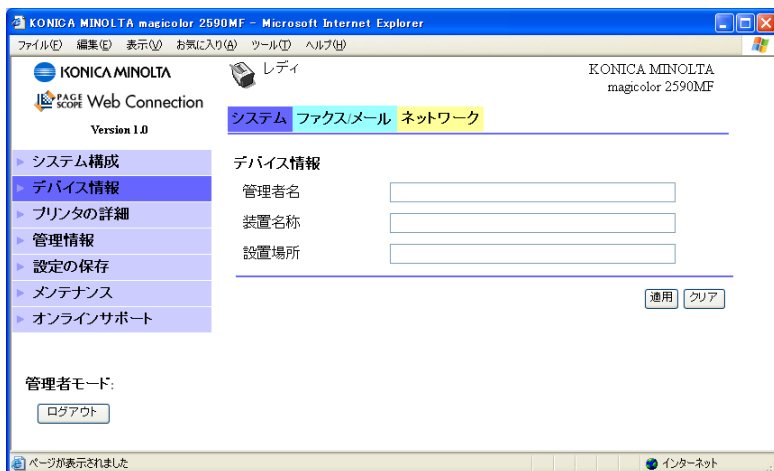 KONICA MINOLTA magicolor 2590MF - Microsoft Internet Explorer
ファイル(F) 編集(E) 表示(V) お気に入り(A) ツール(T) ヘルプ(H)
KONICA MINOLTA
PAGE SCOPE Web Connection
Version 1.0
レディ
KONICA MINOLTA
magicolor 2590MF
システム ファクス/メール ネットワーク
システム構成
デバイス情報
プリンタの詳細
管理情報
設定の保存
メンテナンス
オンラインサポート
管理者モード:
ログアウト
デバイス情報
管理者名
装置名称
設置場所
適用 クリア
ページが表示されました
インターネット